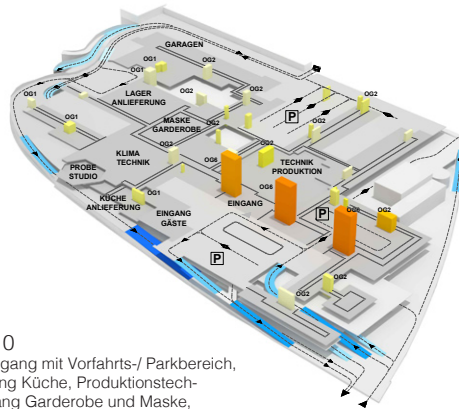 GARAGEN
OG1
OG2
OG1
LAGER
ANLIEFERUNG
OG2
OG2
OG1
OG1
MASKE
GARDEROBE
P
OG2
OG2
KLIMA
TECHNIK
OG2
OG6
TECHNIK
PRODUKTION
PROBE
STUDIO
OG6
KÜCHE
ANLIEFERUNG
OG1
EINGANG
GÄSTE
EINGANG
P
OG6
OG2
P
OG2
OG2
0
gang mit Vorfahrts-/ Parkbereich,
ng Küche, Produktionstech-
ang Garderobe und Maske,